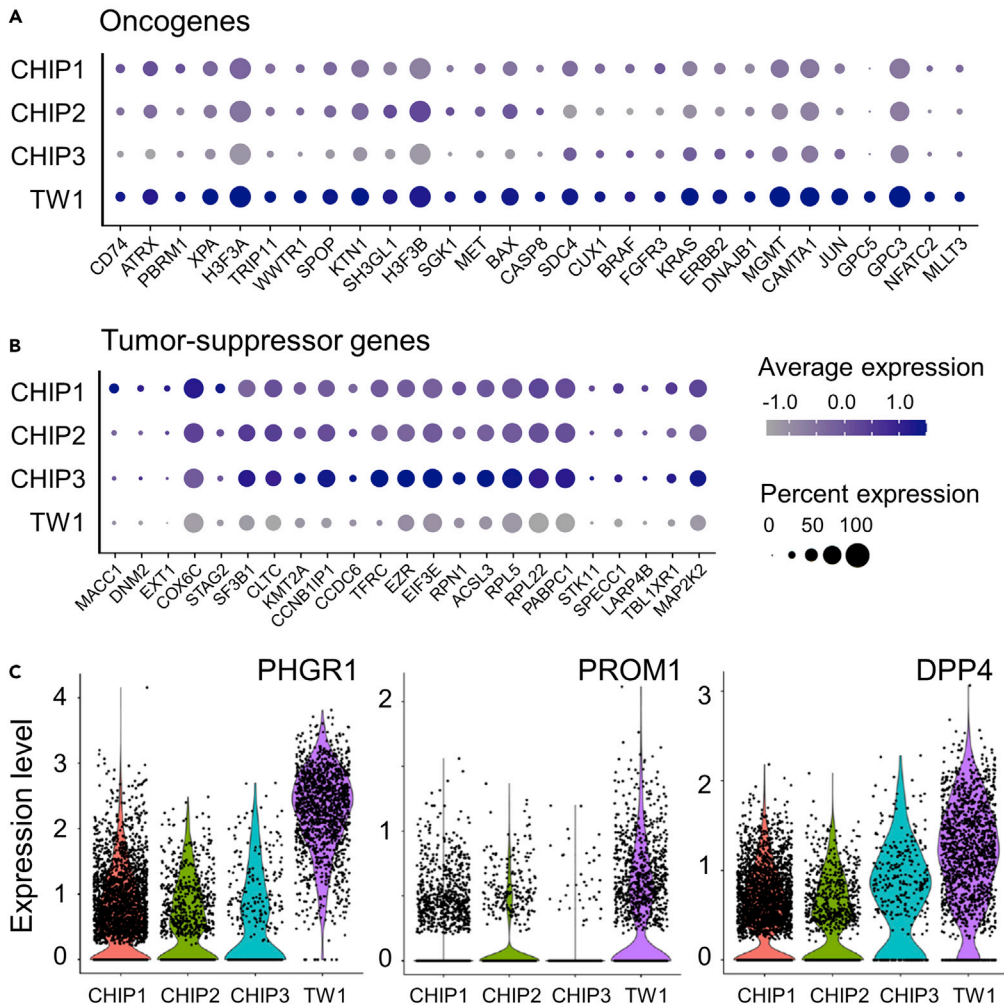 A
Oncogenes
CHIP1
CHIP2
CHIP3
TW1
CD74 ATRX PBRM1 XPA H3F3A TRIP11 WWTR1 SPOP KTN1 SH3GL1 H3F3B SGK1 MET BAX CASP8 SDC4 CUX1 BRAF FGFR3 KRAS ERBB2 DNAJB1 MGMT CAMTA1 JUN GPC5 GPC3 NFATC2 MLLT3
B
Tumor-suppressor genes
CHIP1
CHIP2
CHIP3
TW1
MACC1 DNM2 EXT1 COX6C STAG2 SF3B1 CLTC KMT2A CCNB1IP1 CCDC6 TFRC EZR EIF3E RPN1 ACSL3 RPL5 RPL22 PABPC1 STK11 SPECC1 LARP4B TBL1XR1 MAP2K2
Average expression
-1.0 0.0 1.0
Percent expression
0 50 100
C
Expression level
PHGR1
4
3
2
1
0
CHIP1 CHIP2 CHIP3 TW1
PROM1
2
1
0
CHIP1 CHIP2 CHIP3 TW1
DPP4
3
2
1
0
CHIP1 CHIP2 CHIP3 TW1